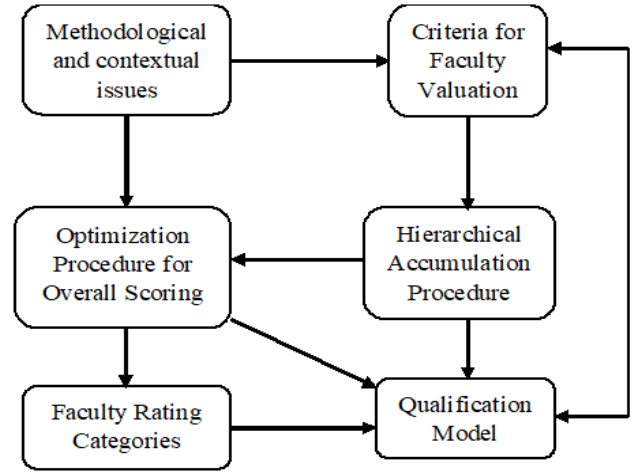 Methodological
and contextual
issues
Criteria for
Faculty
Valuation
Optimization
Procedure for
Overall Scoring
Hierarchical
Accumulation
Procedure
Faculty Rating
Categories
Qualification
Model